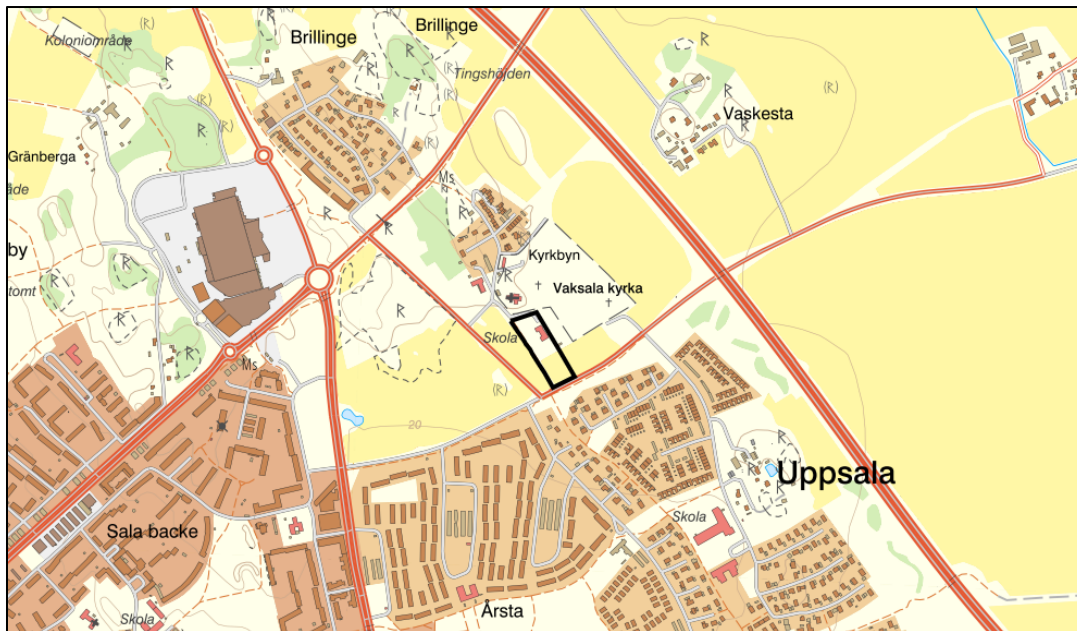 Brillinge
(R)
Koloniområde
Brillinge
R
(R)
R
R
R
(R)
Tingshöjden
R
(R)
Vaskesta
R
(R)
Gränberga
R
R
Ms
R
åde
R
R
by
R
Kyrkbyn
R
Vaksala kyrka
tomt
R
R
R
Skola
R
Ms
(R)
20
R
Uppsala
Skola
R
Sala backe
Årsta
Skola